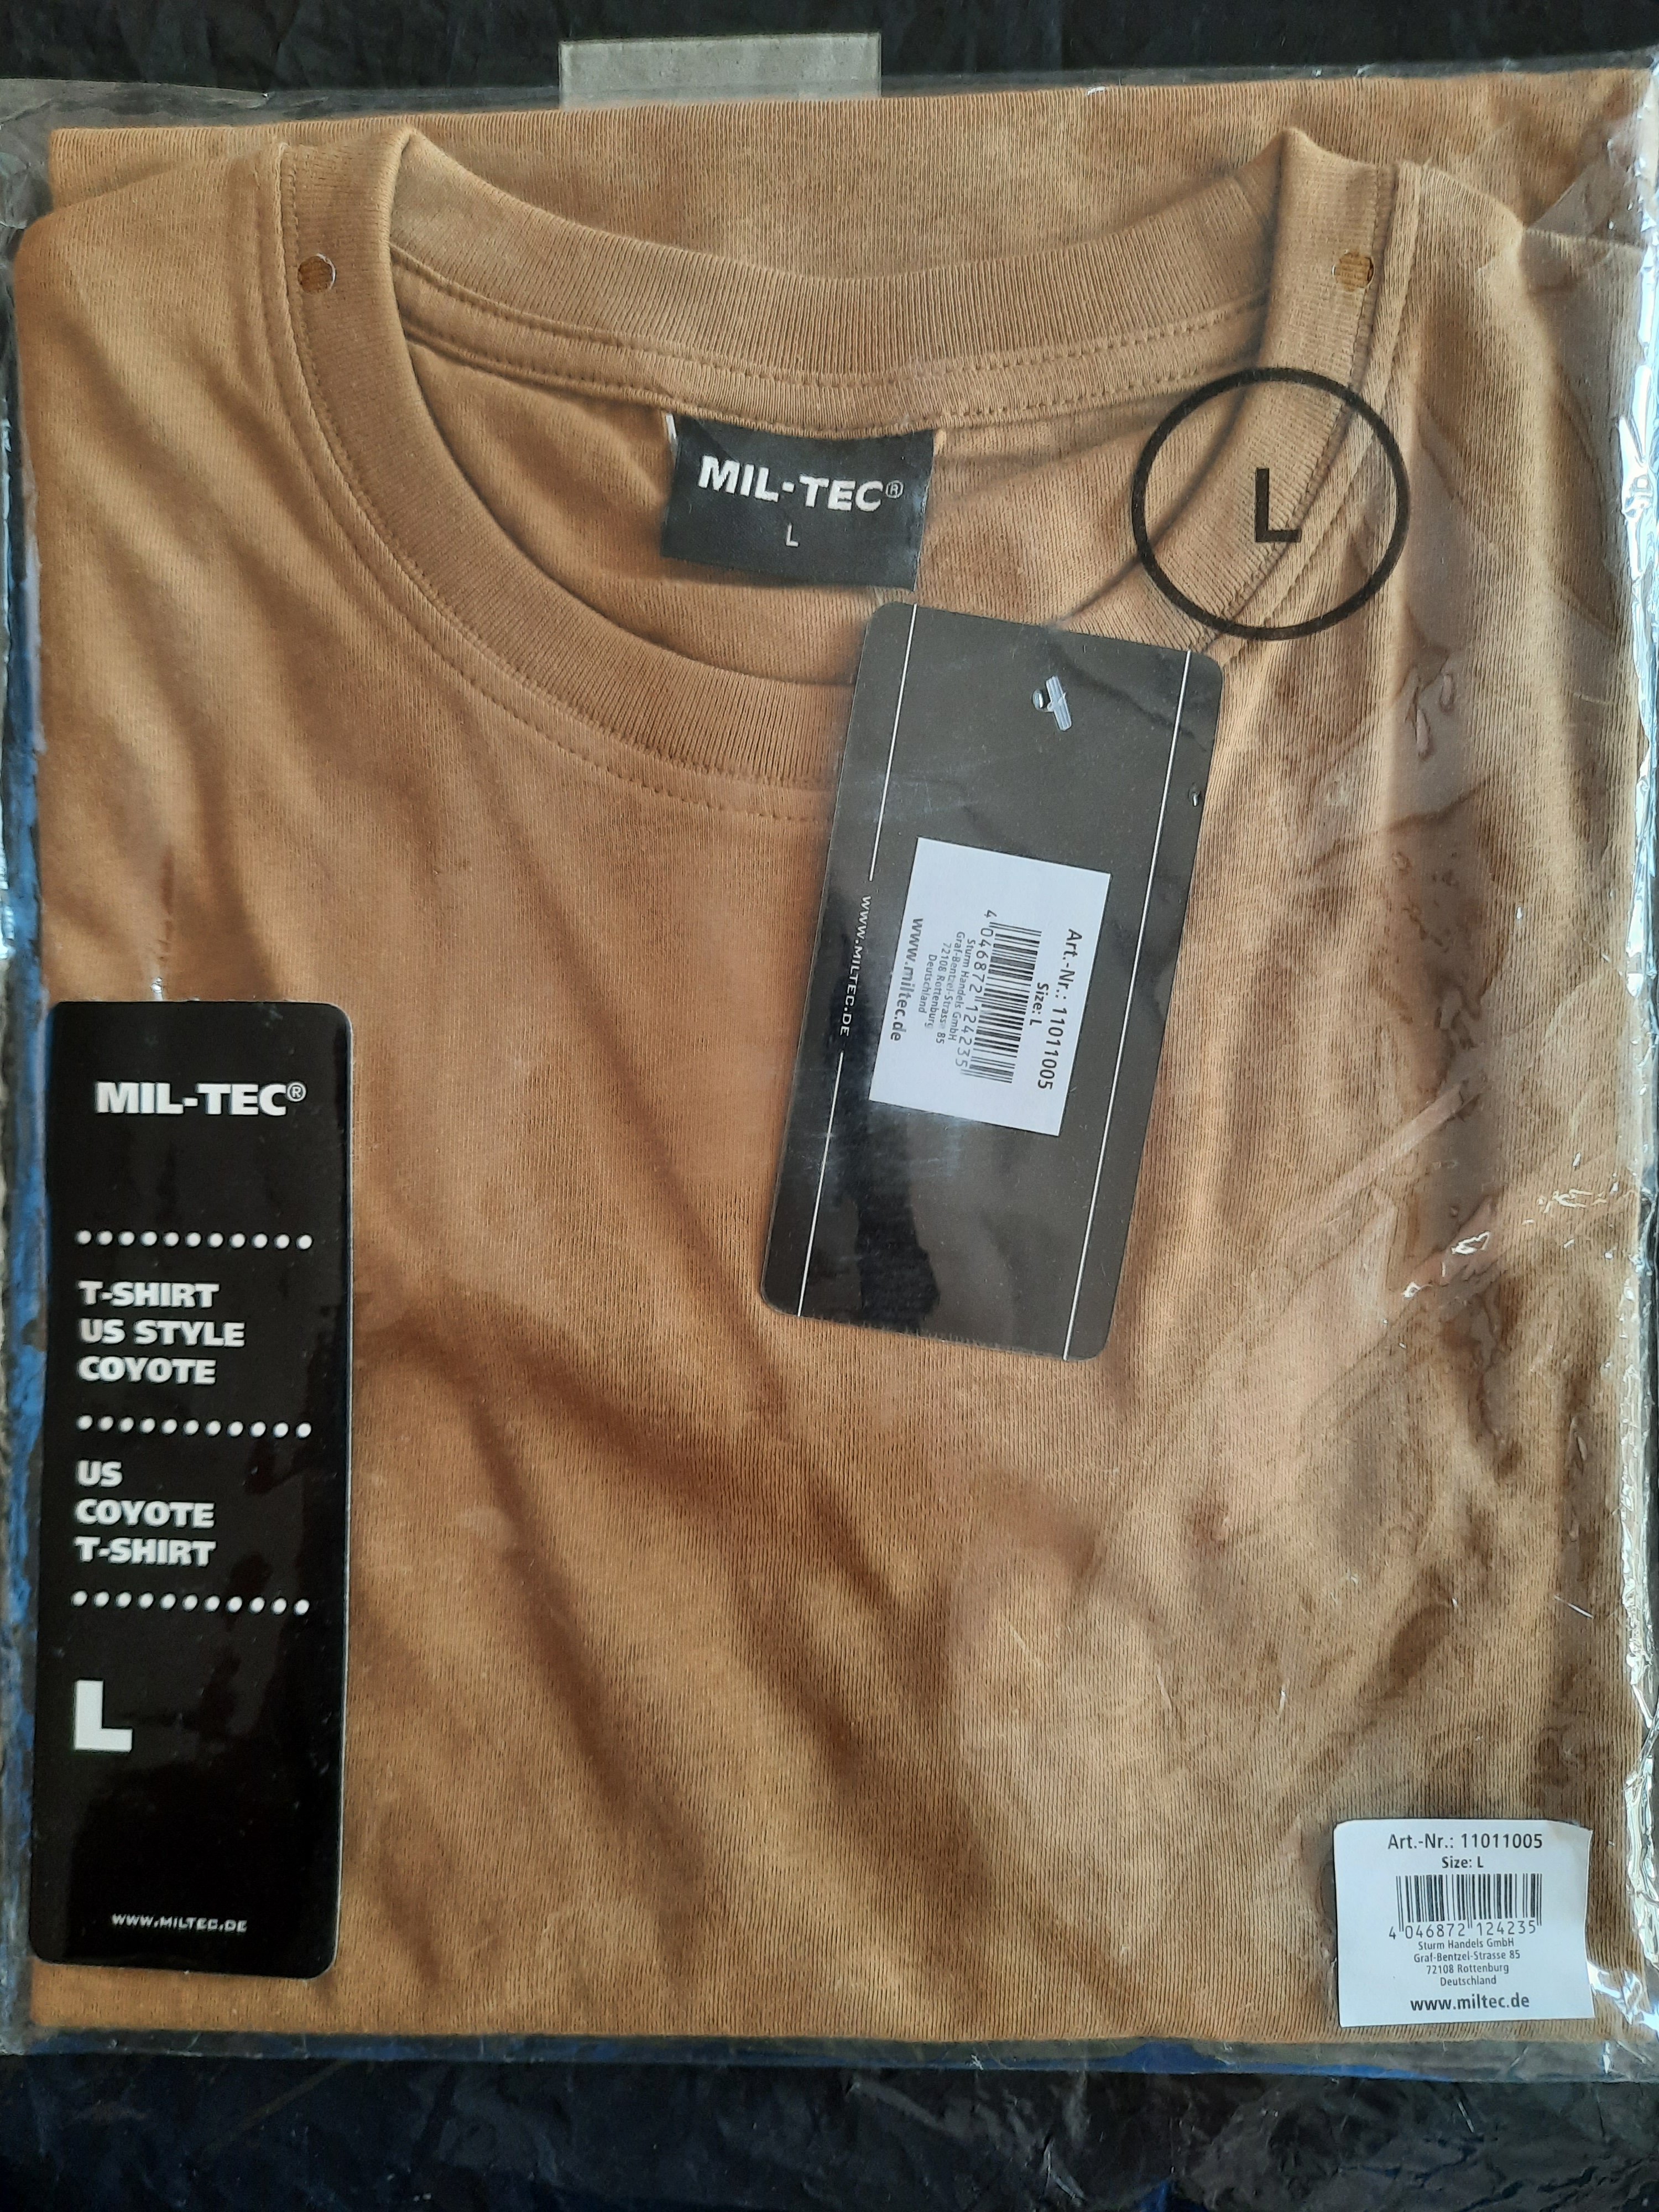 MIL-TEC®
L
L
Art.-Nr.: 11011005
Size: L
4 046872 124235
Sturm Handels GmbH
Graf-Bentzel-Strasse 85
72108 Rottenburg
Deutschland
www.miltec.de
WWW.MILTEC.DE
MIL-TEC®
T-SHIRT
US STYLE
COYOTE
US
COYOTE
T-SHIRT
L
WWW.MILTEC.DE
Art.-Nr.: 11011005
Size: L
4 046872 124235
Sturm Handels GmbH
Graf-Bentzel-Strasse 85
72108 Rottenburg
Deutschland
www.miltec.de